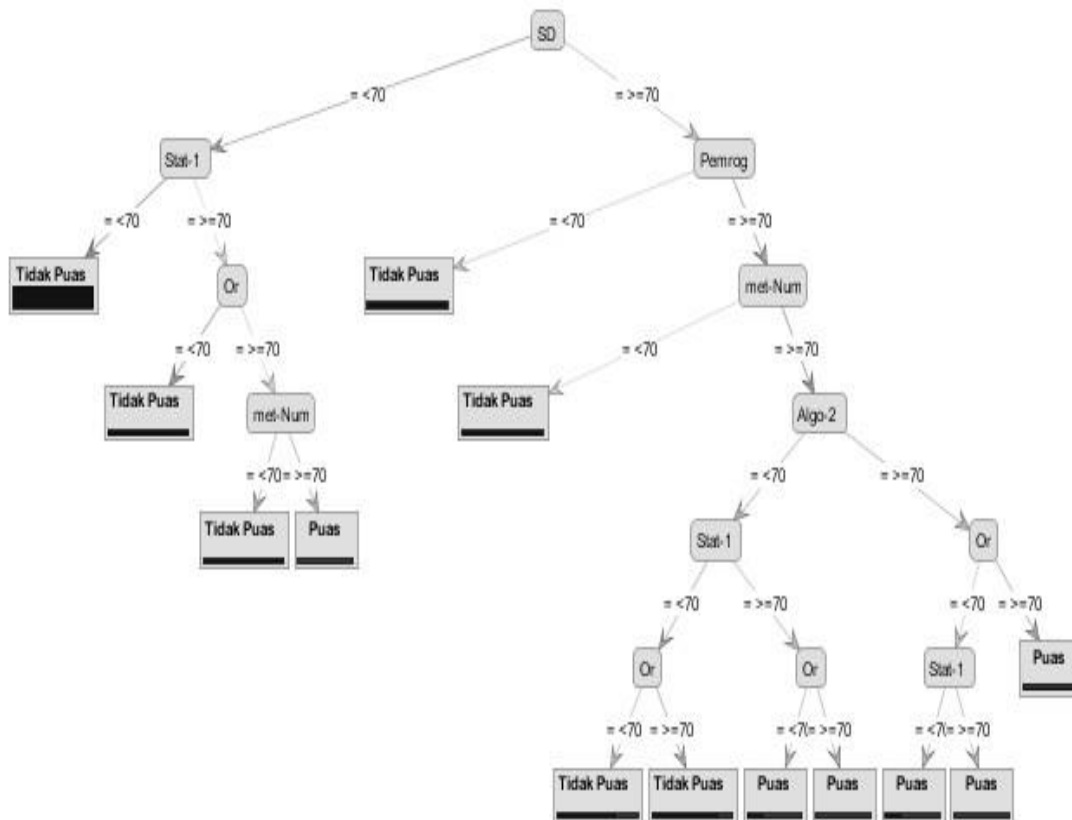 SD
= <70
= >=70
Stat-1
Pemrog
= <70
= >=70
= <70
= >=70
Tidak Puas
Or
Tidak Puas
met-Num
= <70
= >=70
= <70
= >=70
Tidak Puas
met-Num
Tidak Puas
Algo-2
= <70
= >=70
= <70
= >=70
Tidak Puas
Puas
Stat-1
Or
= <70
= >=70
= <70
= >=70
Or
Or
Stat-1
Puas
= <70
= >=70
= <7(
= >=70
= <7(
= >=70
Tidak Puas
Tidak Puas
Puas
Puas
Puas
Puas